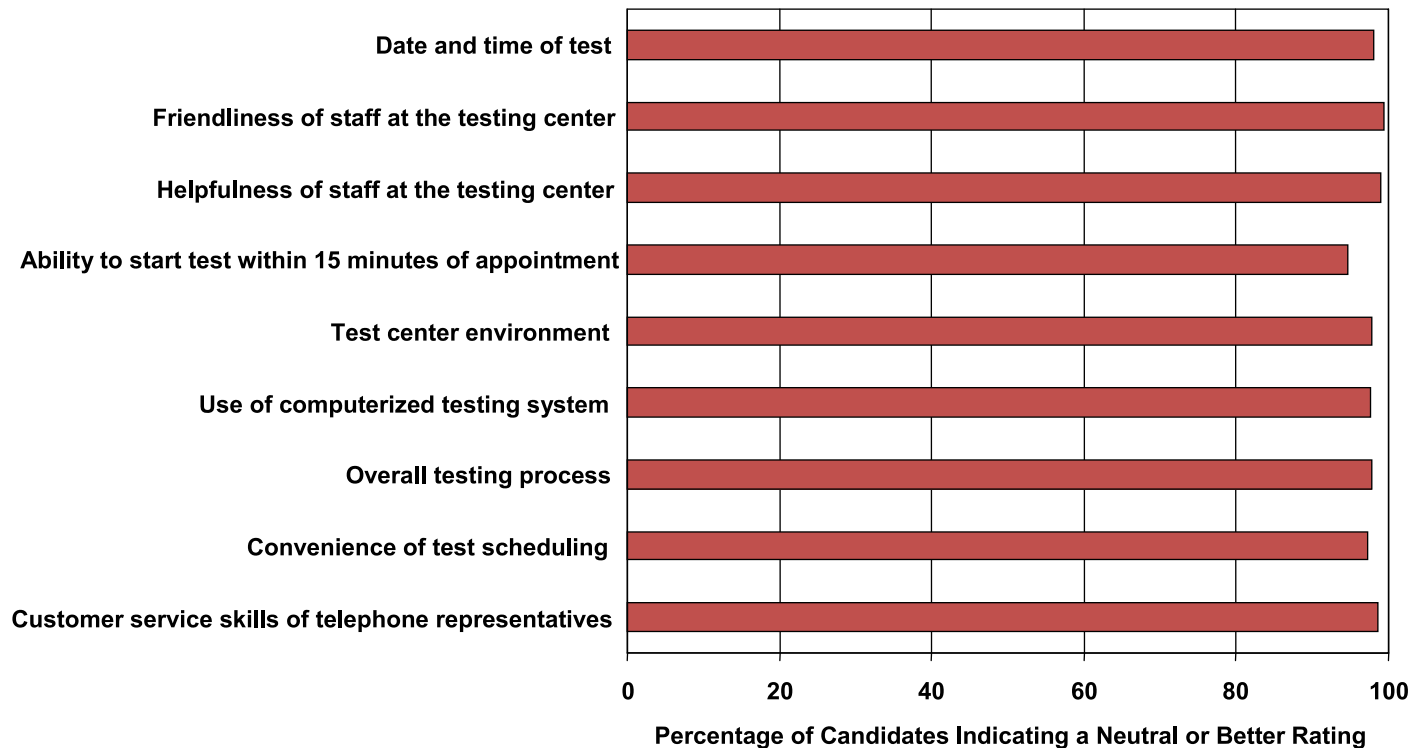 Date and time of test
Friendliness of staff at the testing center
Helpfulness of staff at the testing center
Ability to start test within 15 minutes of appointment
Test center environment
Use of computerized testing system
Overall testing process
Convenience of test scheduling
Customer service skills of telephone representatives
0 20 40 60 80 100
Percentage of Candidates Indicating a Neutral or Better Rating